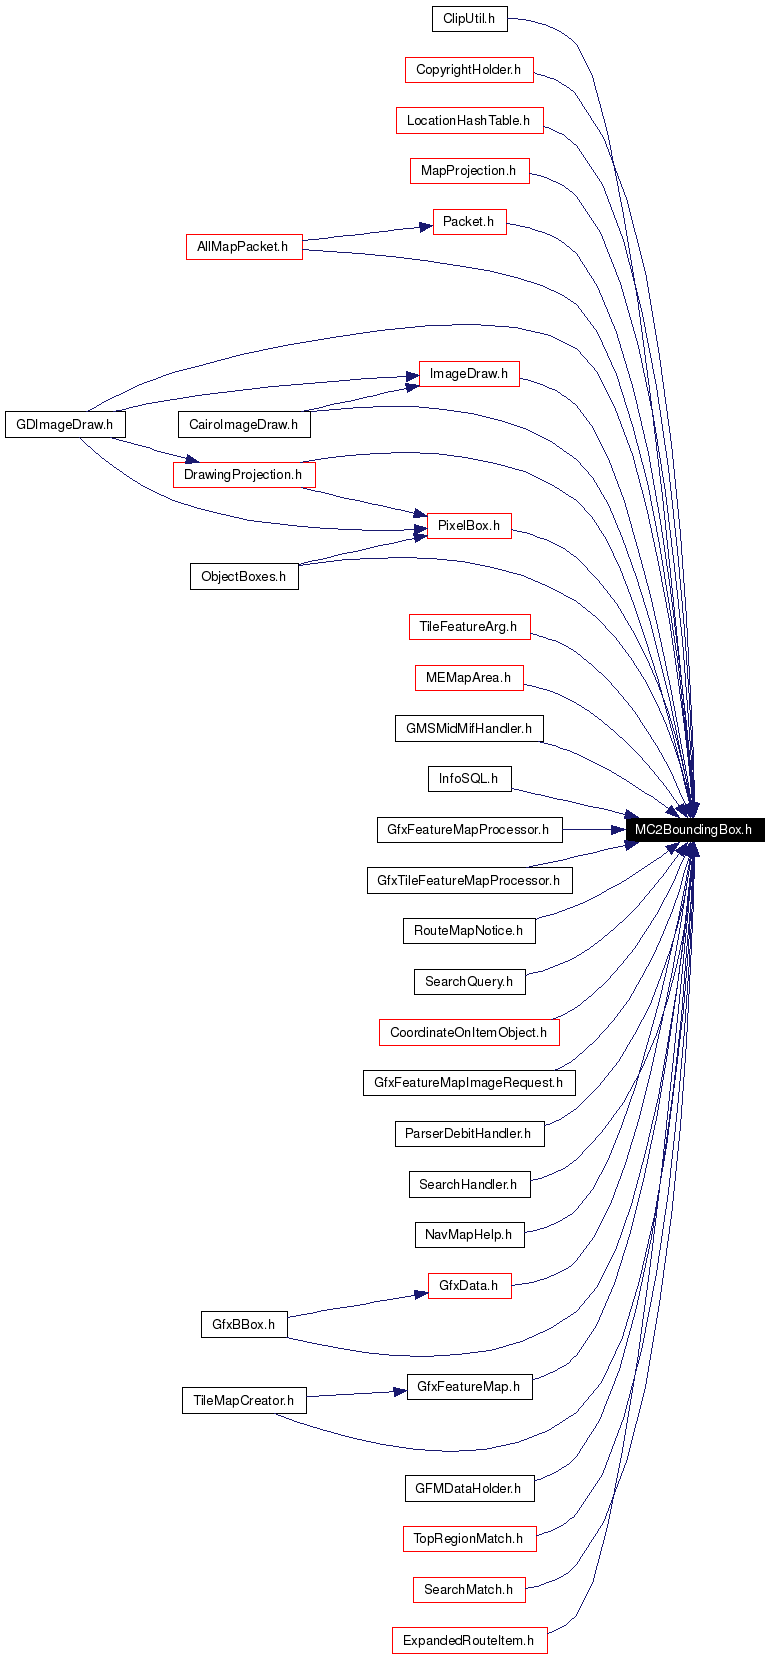 ClipUtil.h
CopyrightHolder.h
LocationHashTable.h
MapProjection.h
Packet.h
AllMapPacket.h
ImageDraw.h
GDImageDraw.h
CairoImageDraw.h
DrawingProjection.h
PixelBox.h
ObjectBoxes.h
TileFeatureArg.h
MEMapArea.h
GMSMidMifHandler.h
InfoSQL.h
GfxFeatureMapProcessor.h
MC2BoundingBox.h
GfxTileFeatureMapProcessor.h
RouteMapNotice.h
SearchQuery.h
CoordinateOnItemObject.h
GfxFeatureMapImageRequest.h
ParserDebitHandler.h
SearchHandler.h
NavMapHelp.h
GfxData.h
GfxBBox.h
GfxFeatureMap.h
TileMapCreator.h
GFMDataHolder.h
TopRegionMatch.h
SearchMatch.h
ExpandedRouteItem.h